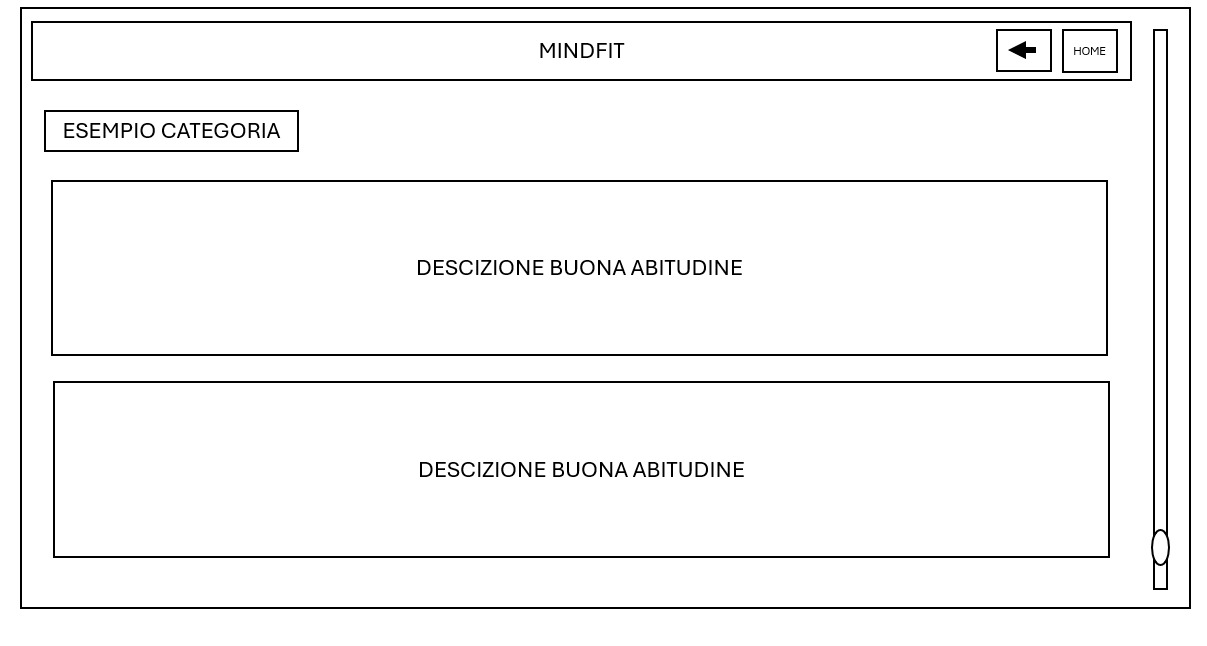 MINDFIT
HOME
ESEMPIO CATEGORIA
DESCIZIONE BUONA ABITUDINE
DESCIZIONE BUONA ABITUDINE